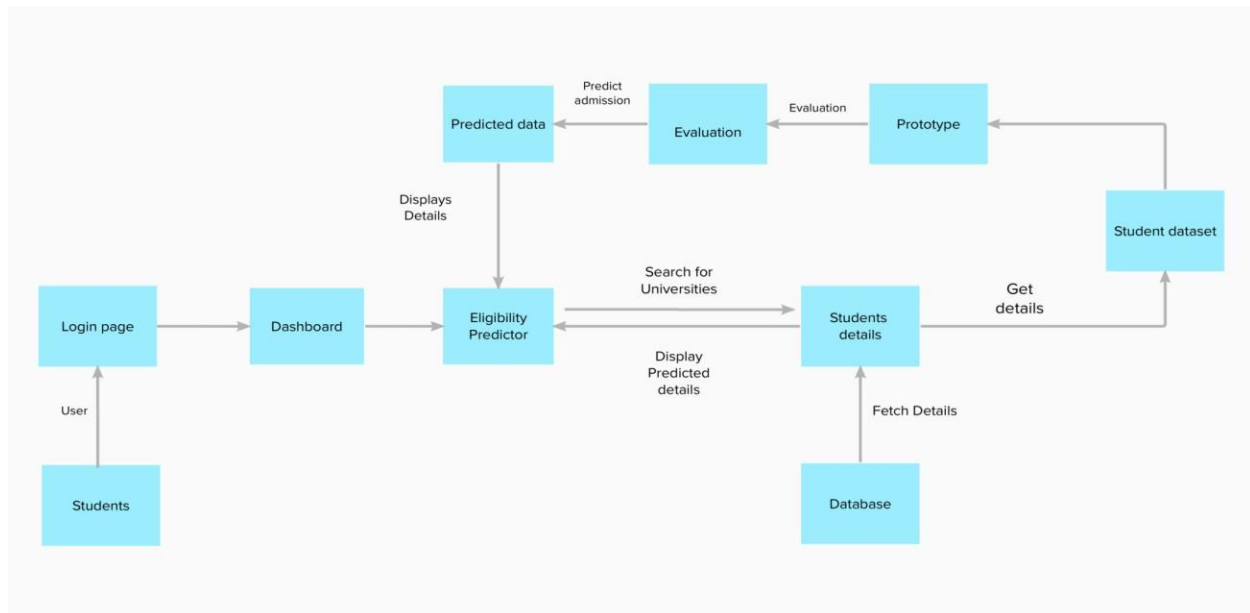 Predict
admission
Predicted data
Evaluation
Evaluation
Prototype
Displays
Details
Student dataset
Search for
Universities
Get
details
Login page
Dashboard
Eligibility
Predictor
Students
details
Display
Predicted
details
User
Fetch Details
Students
Database